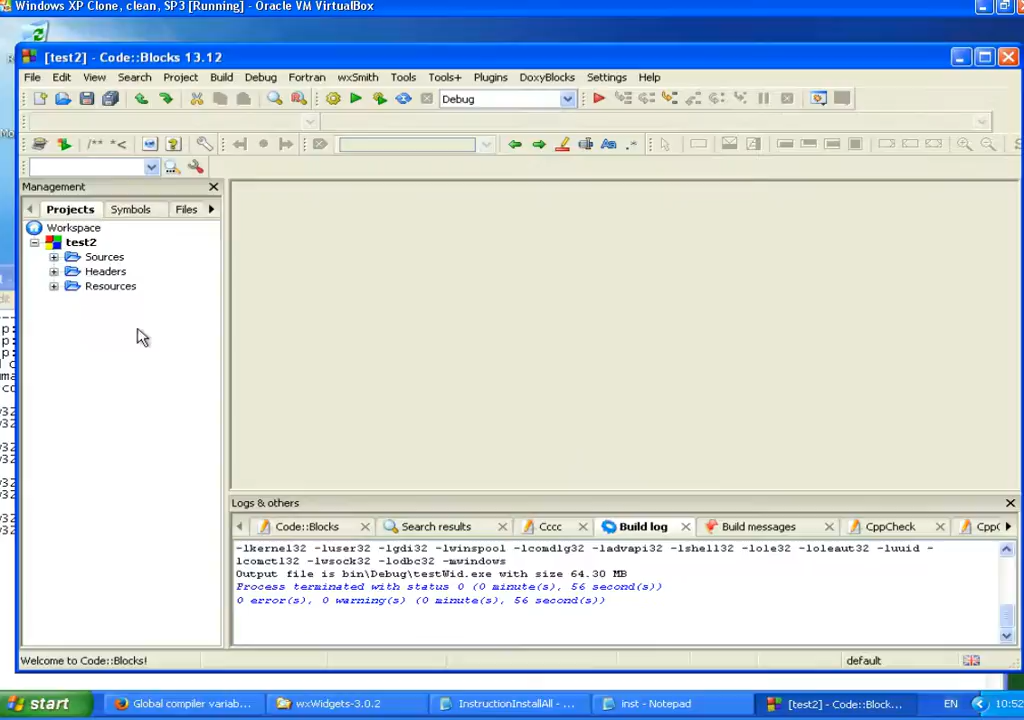 Windows XP Clone, clean, SP3 [Running] - Oracle VM VirtualBox
[test2] - Code::Blocks 13.12
File Edit View Search Project Build Debug Fortran wxSmith Tools Tools+ Plugins DoxyBlocks Settings Help
Debug
/** *<
.*
Management
Projects Symbols Files
Workspace
test2
Sources
Headers
Resources
Logs & others
Code::Blocks Search results Cccc Build log Build messages CppCheck
-lkernel32 -luser32 -lgdi32 -lwinspool -lcomdlg32 -ladvapi32 -lshell32 -lole32 -loleaut32 -luuid -
lcomctl32 -lwsock32 -lodbc32 -mwindows
Output file is bin\Debug\testWid.exe with size 64.30 MB
Process terminated with status 0 (0 minute(s), 56 second(s))
0 error(s), 0 warning(s) (0 minute(s), 56 second(s))
Welcome to Code::Blocks!
default
start
Global compiler variab...
wxWidgets-3.0.2
InstructionInstallAll - ...
inst - Notepad
[test2] - Code::Block...
EN
10:52